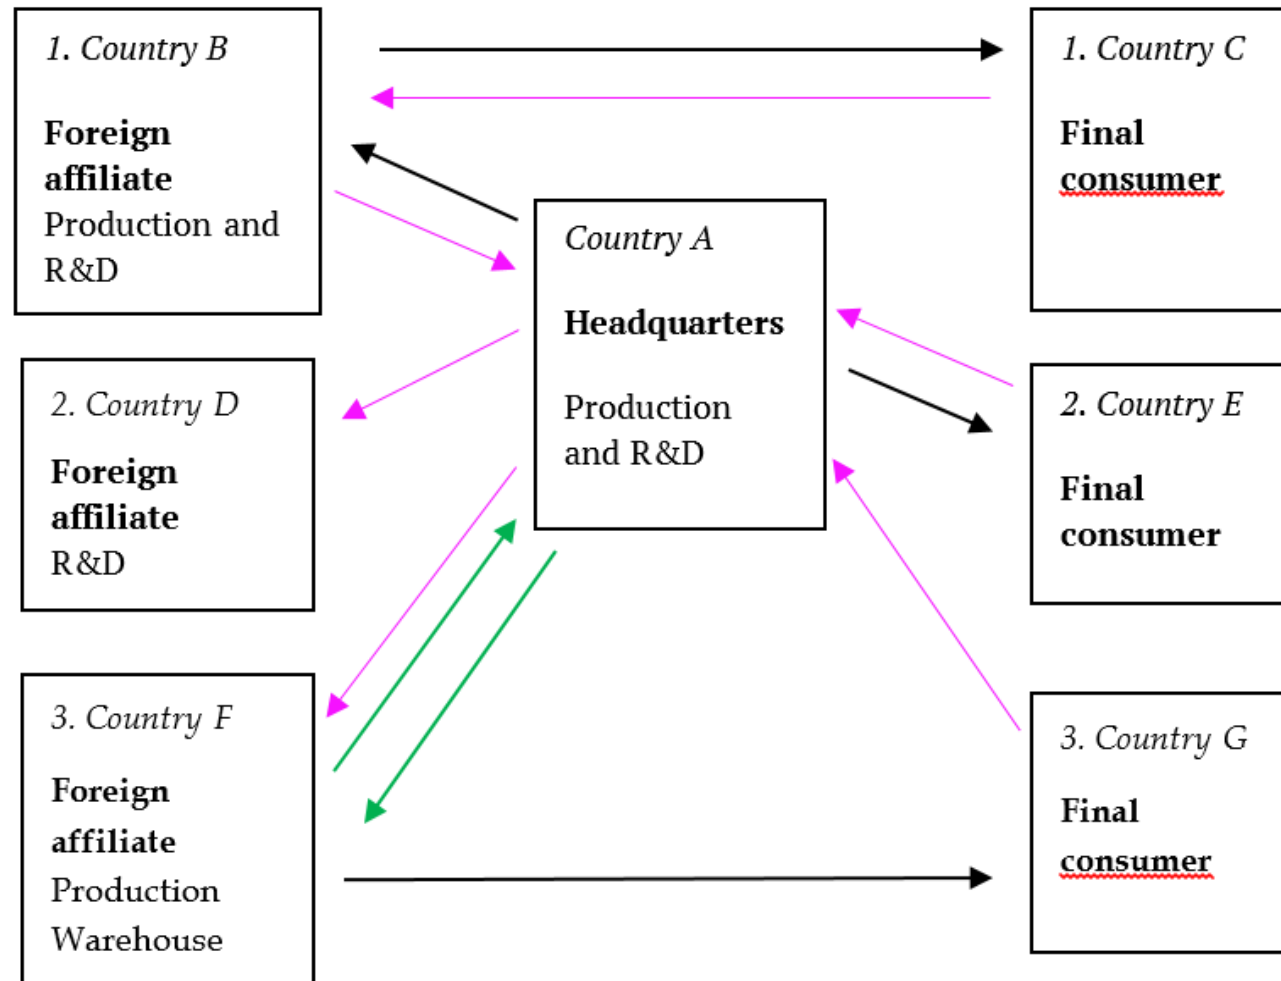 1. Country B
Foreign
affiliate
Production and
R&D
1. Country C
Final
consumer
Country A
Headquarters
Production
and R&D
2. Country D
Foreign
affiliate
R&D
2. Country E
Final
consumer
3. Country F
Foreign
affiliate
Production
Warehouse
3. Country G
Final
consumer